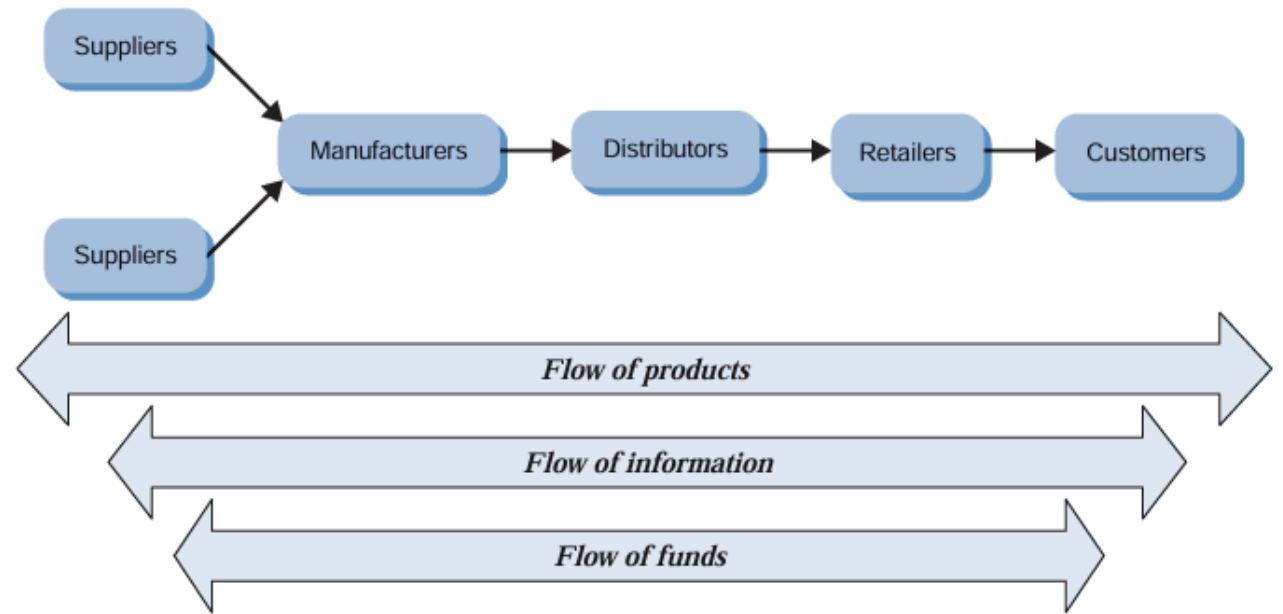 Suppliers
Manufacturers
Distributors
Retailers
Customers
Suppliers
Flow of products
Flow of information
Flow of funds